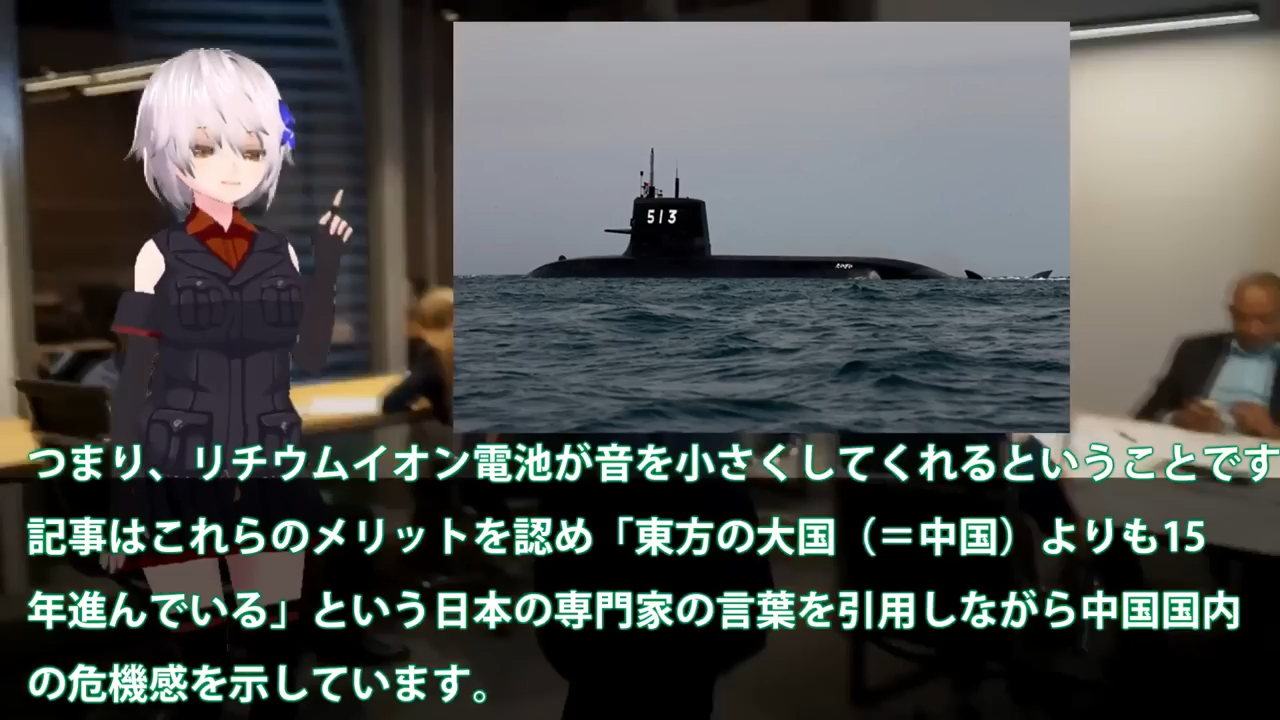 513
つまり、リチウムイオン電池が音を小さくしてくれるということです
記事はこれらのメリットを認め「東方の大国（＝中国）よりも15
年進んでいる」という日本の専門家の言葉を引用しながら中国国内
の危機感を示しています。